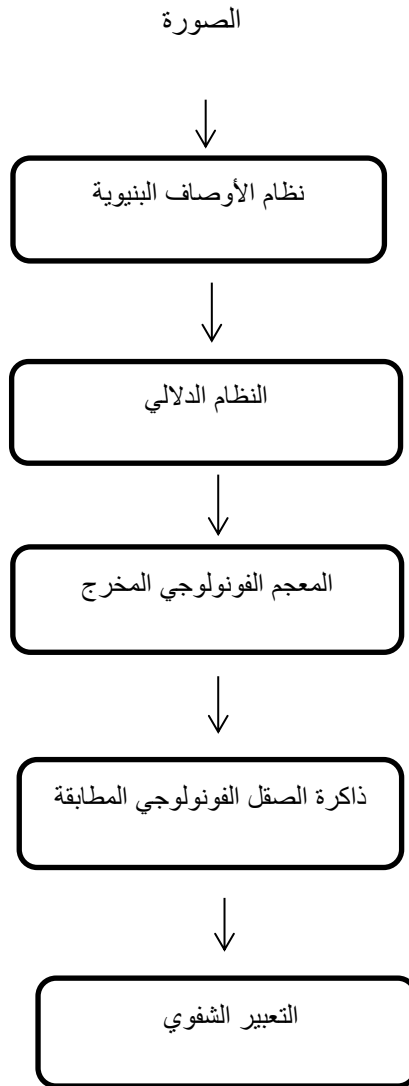 الصورة
نظام الأوصاف البنيوية
النظام الدلالي
المعجم الفونولوجي المخرج
ذاكرة الصقل الفونولوجي المطابقة
التعبير الشفوي